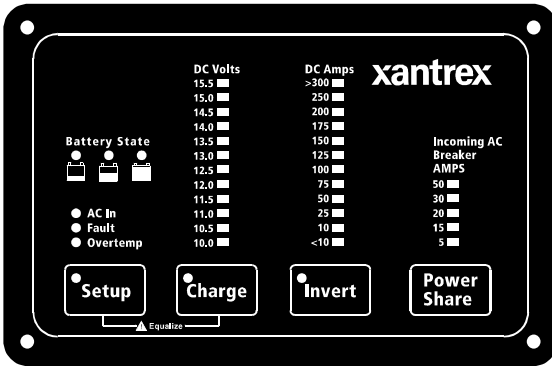 xantrex
DC Volts
15.5
15.0
14.5
14.0
13.5
13.0
12.5
12.0
11.5
11.0
10.5
10.0
DC Amps
>300
250
200
175
150
125
100
75
50
25
10
<10
Incoming AC
Breaker
AMPS
50
30
20
15
5
Battery State
AC In
Fault
Overtemp
Setup
Charge
Invert
Power
Share
Equalize